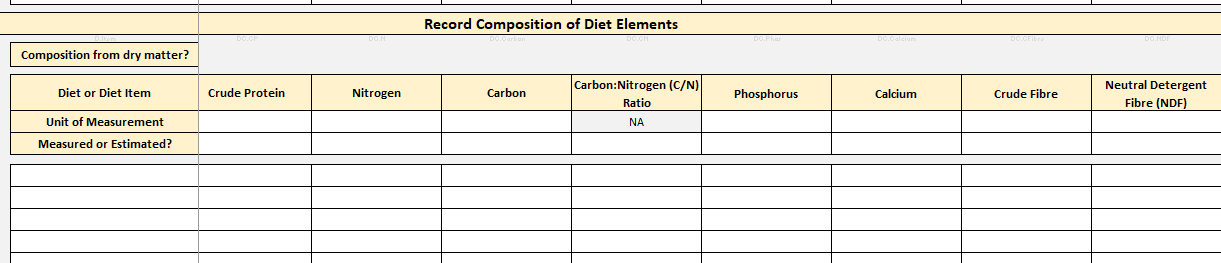 Record Composition of Diet Elements
D.Item DC.CP DC.N DC.Carbon DC.CN DC.Phop DC.Calcium DC.CFibre DC.NDF
Composition from dry matter?
Diet or Diet Item Crude Protein Nitrogen Carbon Carbon:Nitrogen (C/N) Ratio Phosphorus Calcium Crude Fibre Neutral Detergent Fibre (NDF)
Unit of Measurement NA
Measured or Estimated?